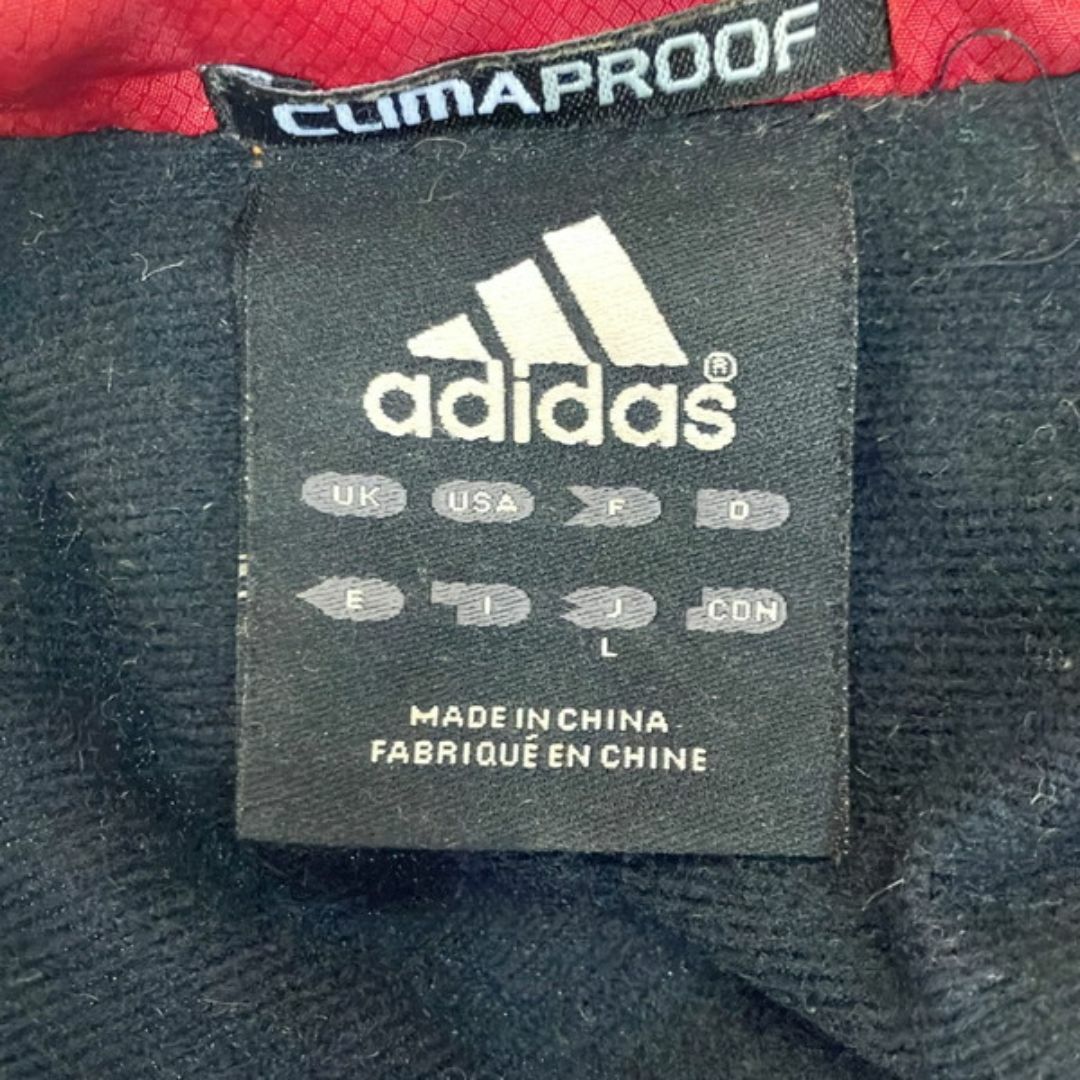 CLIMAPROOF
adidas®
UK USA F D
E I J CDN
L
MADE IN CHINA
FABRIQUÉ EN CHINE